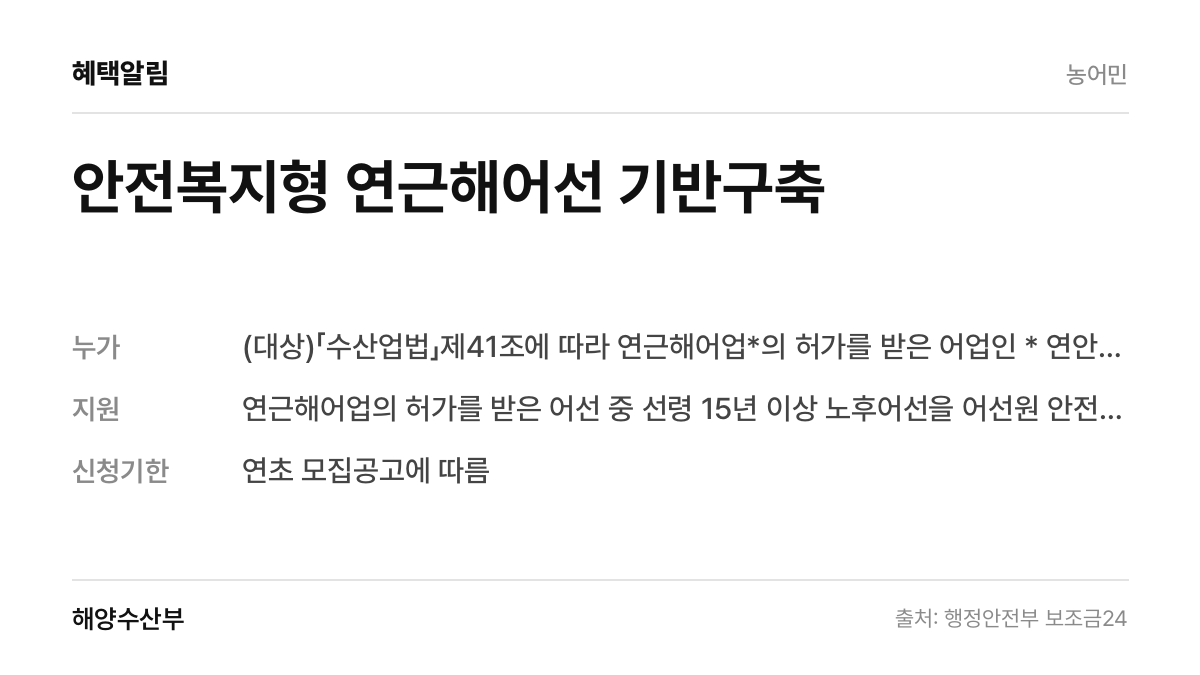 혜택알림
농어민
안전복지형 연근해어선 기반구축
누가 (대상)「수산업법」제41조에 따라 연근해어업*의 허가를 받은 어업인 * 연안...
지원 연근해어업의 허가를 받은 어선 중 선령 15년 이상 노후어선을 어선원 안전...
신청기한 연초 모집공고에 따름
해양수산부
출처: 행정안전부 보조금24